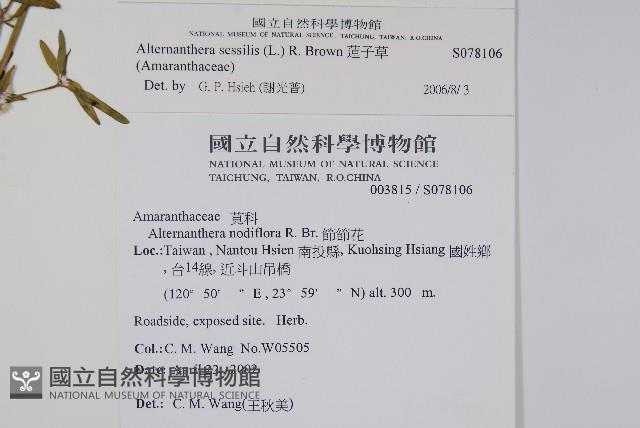 國立自然科學博物館
NATIONAL MUSEUM OF NATURAL SCIENCE, TAICHUNG, TAIWAN, R.O.CHINA
Alternanthera sessilis (L.) R. Brown 蓮子草 S078106
(Amaranthaceae)
Det. by G. P. Hsieh (謝光普) 2006/8/3
國立自然科學博物館
NATIONAL MUSEUM OF NATURAL SCIENCE
TAICHUNG, TAIWAN, R.O.CHINA
003815 / S078106
Amaranthaceae 莧科
Alternanthera nodiflora R. Br. 節節花
Loc.:Taiwan, Nantou Hsien 南投縣, Kuohsing Hsiang 國姓鄉
, 台14線, 近斗山吊橋
(120° 50' " E , 23° 59' " N) alt. 300 m.
Roadside, exposed site. Herb.
Col.: C. M. Wang No.W05505
Date: April 22, 2002
國立自然科學博物館
NATIONAL MUSEUM OF NATURAL SCIENCE
Det.: C. M. Wang(王秋美)